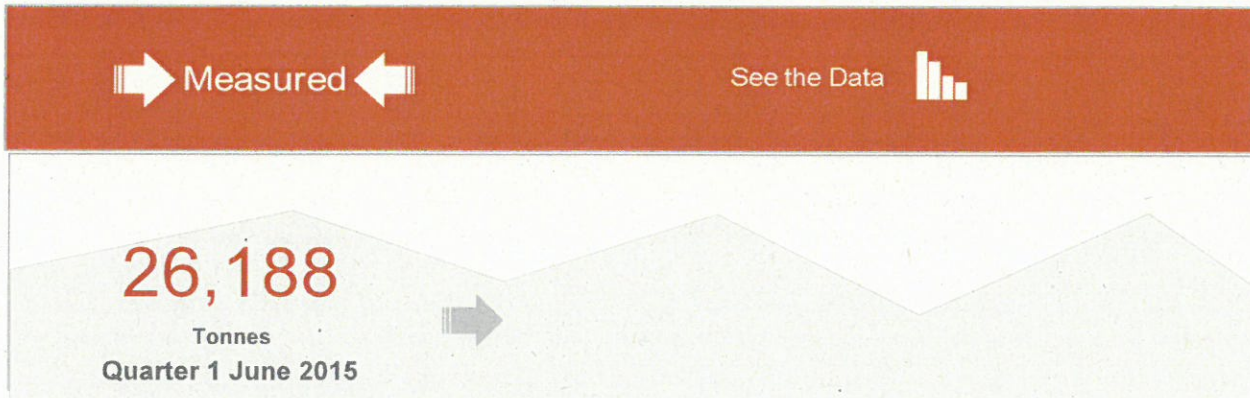 Measured
See the Data
26,188
Tonnes
Quarter 1 June 2015